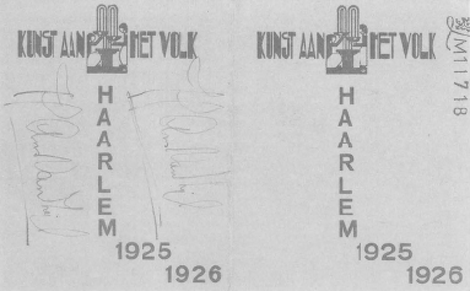 KUNST AAN HET VOLK
HAARLEM
1925
1926
KUNST AAN HET VOLK
HAARLEM
1925
1926
M11718